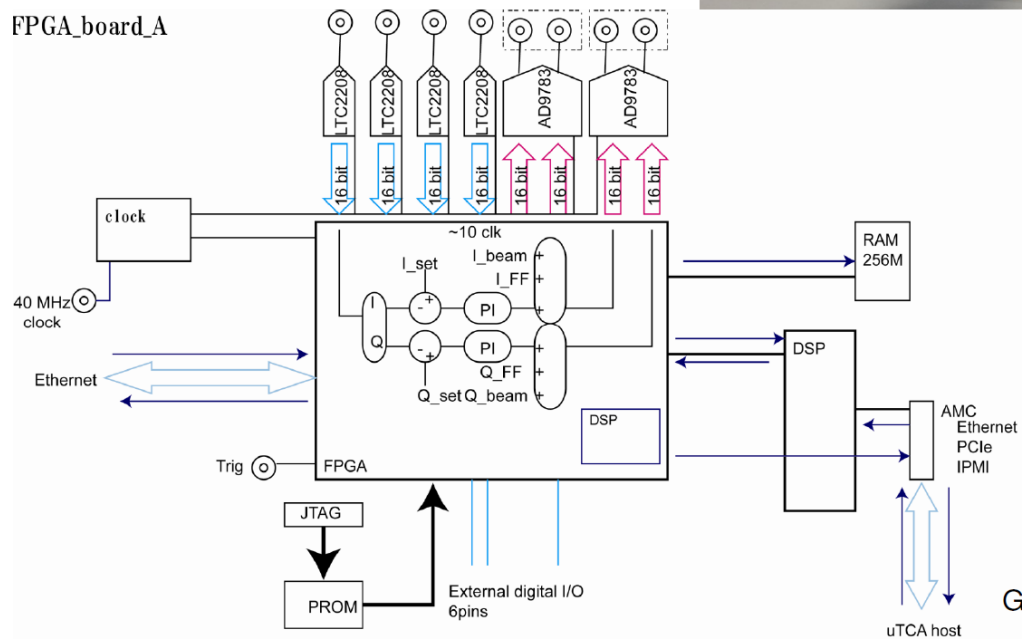 FPGA_board_A
LTC2208
LTC2208
LTC2208
LTC2208
AD9783
AD9783
16 bit
16 bit
16 bit
16 bit
16 bit
16 bit
16 bit
16 bit
clock
~10 clk
I_beam
I_set
I_FF
+
+
+
- +
PI
I
Q
- +
PI
+
+
+
Q_FF
Q_set Q_beam
RAM
256M
40 MHz
clock
Ethernet
DSP
DSP
AMC
Ethernet
PCIe
IPMI
Trig
FPGA
JTAG
PROM
External digital I/O
6pins
G
uTCA host